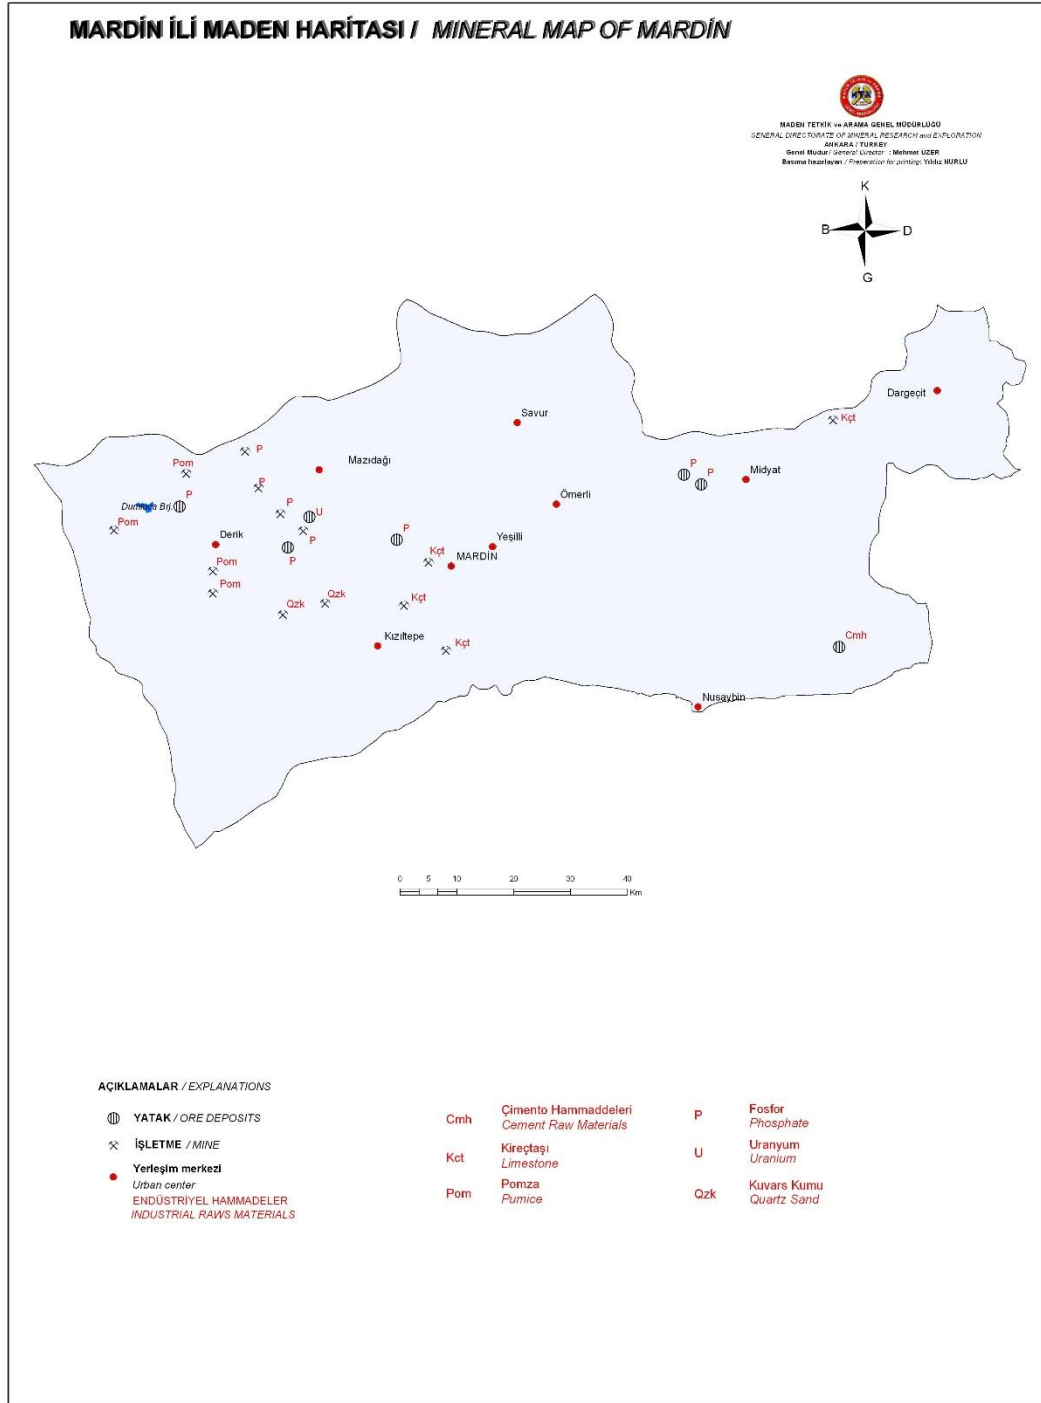 MARDİN İLİ MADEN HARİTASI / MINERAL MAP OF MARDİN
MADEN TETKİK ve ARAMA GENEL MÜDÜRLÜĞÜ
GENERAL DIRECTORATE OF MINERAL RESEARCH and EXPLORATION
ANKARA / TURKEY
Genel Müdür / General Director : Mehmet ÜZER
Basıma hazırlayan / Preperation for printing: Yıldız NURLU
K
B
D
G
Dargeçit
Kçt
Savur
P
Mazıdağı
Pom
P
Midyat
P
P
P
Ömerli
Dumluca Brj.
P
U
Pom
P
Derik
P
Yeşilli
P
Kçt
MARDİN
Pom
Pom
Qzk
Qzk
Kçt
Kızıltepe
Kçt
Cmh
Nusaybin
0 5 10 20 30 40
Km
AÇIKLAMALAR / EXPLANATIONS
YATAK / ORE DEPOSITS
İŞLETME / MINE
Yerleşim merkezi
Urban center
ENDÜSTRİYEL HAMMADELER
INDUSTRIAL RAWS MATERIALS
Cmh Çimento Hammaddeleri
Cement Raw Materials
Kct Kireçtaşı
Limestone
Pom Pomza
Pumice
P Fosfor
Phosphate
U Uranyum
Uranium
Qzk Kuvars Kumu
Quartz Sand